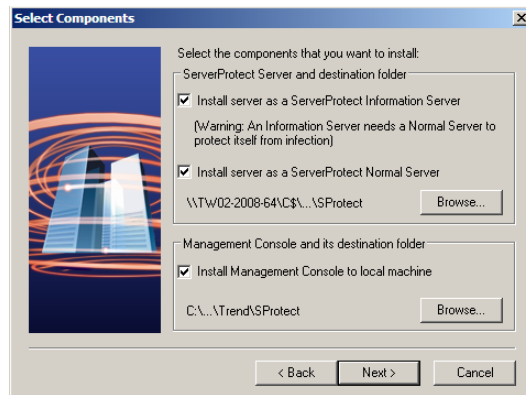 Select Components
Select the components that you want to install:
ServerProtect Server and destination folder
Install server as a ServerProtect Information Server
(Warning: An Information Server needs a Normal Server to
protect itself from infection)
Install server as a ServerProtect Normal Server
\\TW02-2008-64\C$\...\SProtect
Browse...
Management Console and its destination folder
Install Management Console to local machine
C:\...\Trend\SProtect
Browse...
< Back
Next >
Cancel